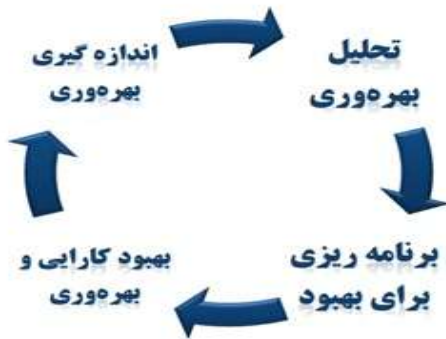 اندازه گیری
بهره‌وری
تحلیل
بهره‌وری
برنامه ریزی
برای بهبود
بهبود کارایی و
بهره‌وری